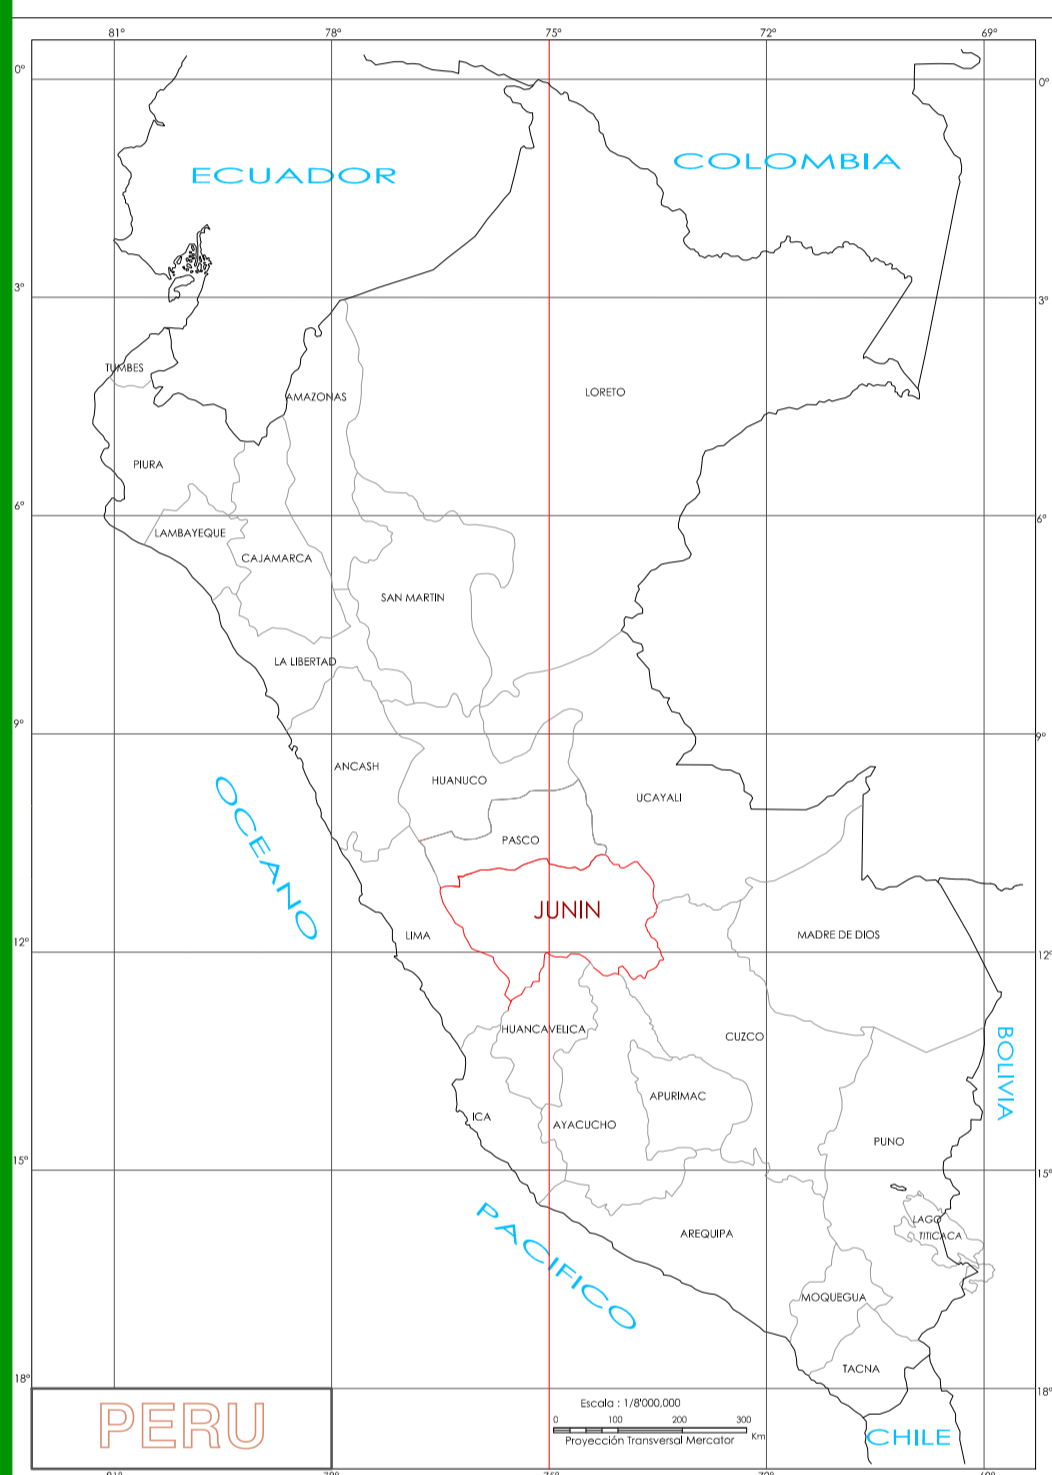 81° 78° 75° 72° 69°
0° 0°
COLOMBIA
ECUADOR
3° 3°
TUMBES
AMAZONAS
LORETO
PIURA
6° 6°
LAMBAYEQUE
CAJAMARCA
SAN MARTIN
LA LIBERTAD
9° 9°
ANCASH
HUANUCO
UCAYALI
OCEANO
PASCO
JUNIN
LIMA
MADRE DE DIOS
12° 12°
HUANCAVELICA
CUZCO
BOLIVIA
APURIMAC
ICA
AYACUCHO
PUNO
15° 15°
PACIFICO
LAGO
TITICACA
AREQUIPA
MOQUEGUA
TACNA
18° 18°
PERU
Escala : 1/8'000,000
0 100 200 300
Km
Proyección Transversal Mercator
CHILE